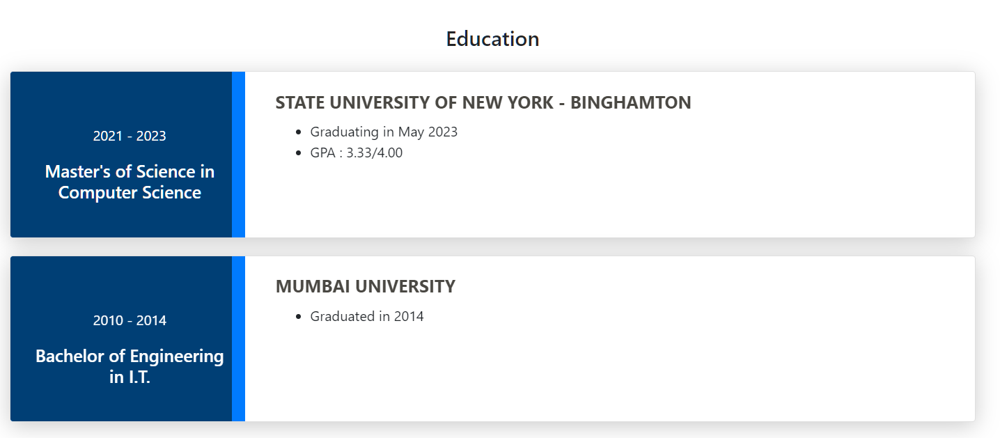 Education
2021 - 2023
Master's of Science in
Computer Science
STATE UNIVERSITY OF NEW YORK - BINGHAMTON
Graduating in May 2023
GPA : 3.33/4.00
2010 - 2014
Bachelor of Engineering
in I.T.
MUMBAI UNIVERSITY
Graduated in 2014